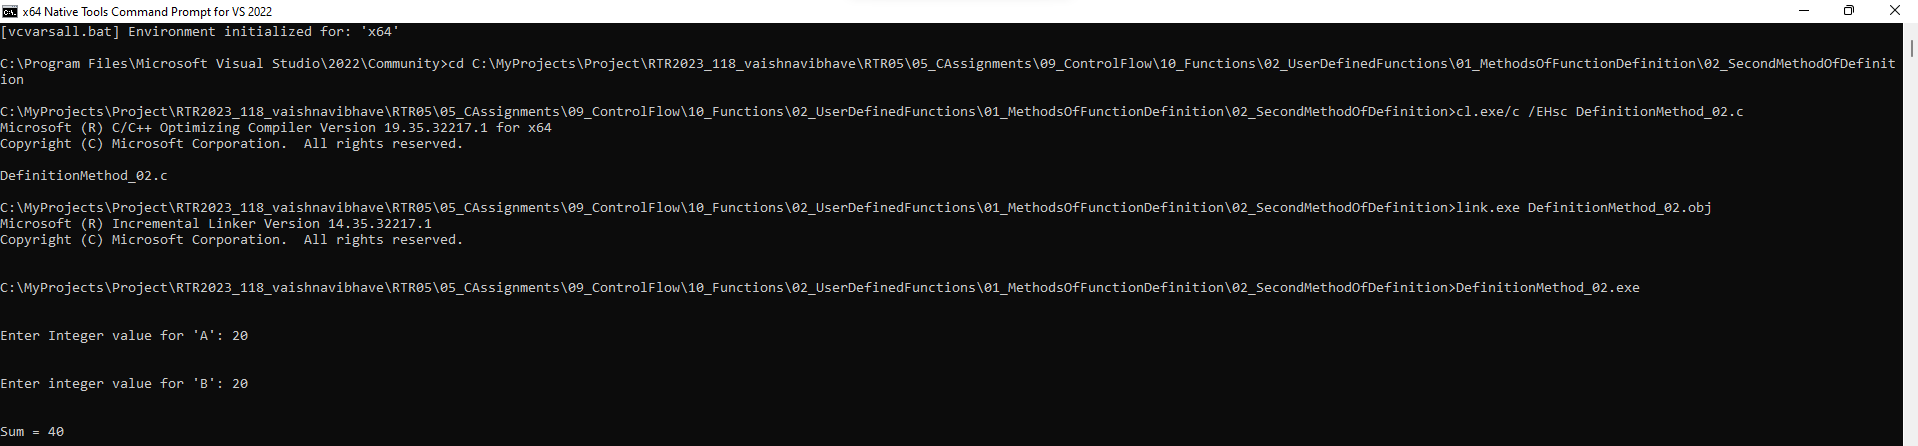 x64 Native Tools Command Prompt for VS 2022
[vcvarsall.bat] Environment initialized for: 'x64'
C:\Program Files\Microsoft Visual Studio\2022\Community>cd C:\MyProjects\Project\RTR2023_118_vaishnavibhave\RTR05\05_CAssignments\09_ControlFlow\10_Functions\02_UserDefinedFunctions\01_MethodsOfFunctionDefinition\02_SecondMethodOfDefinit
ion
C:\MyProjects\Project\RTR2023_118_vaishnavibhave\RTR05\05_CAssignments\09_ControlFlow\10_Functions\02_UserDefinedFunctions\01_MethodsOfFunctionDefinition\02_SecondMethodOfDefinition>cl.exe/c /EHsc DefinitionMethod_02.c
Microsoft (R) C/C++ Optimizing Compiler Version 19.35.32217.1 for x64
Copyright (C) Microsoft Corporation.  All rights reserved.
DefinitionMethod_02.c
C:\MyProjects\Project\RTR2023_118_vaishnavibhave\RTR05\05_CAssignments\09_ControlFlow\10_Functions\02_UserDefinedFunctions\01_MethodsOfFunctionDefinition\02_SecondMethodOfDefinition>link.exe DefinitionMethod_02.obj
Microsoft (R) Incremental Linker Version 14.35.32217.1
Copyright (C) Microsoft Corporation.  All rights reserved.
C:\MyProjects\Project\RTR2023_118_vaishnavibhave\RTR05\05_CAssignments\09_ControlFlow\10_Functions\02_UserDefinedFunctions\01_MethodsOfFunctionDefinition\02_SecondMethodOfDefinition>DefinitionMethod_02.exe
Enter Integer value for 'A': 20
Enter integer value for 'B': 20
Sum = 40